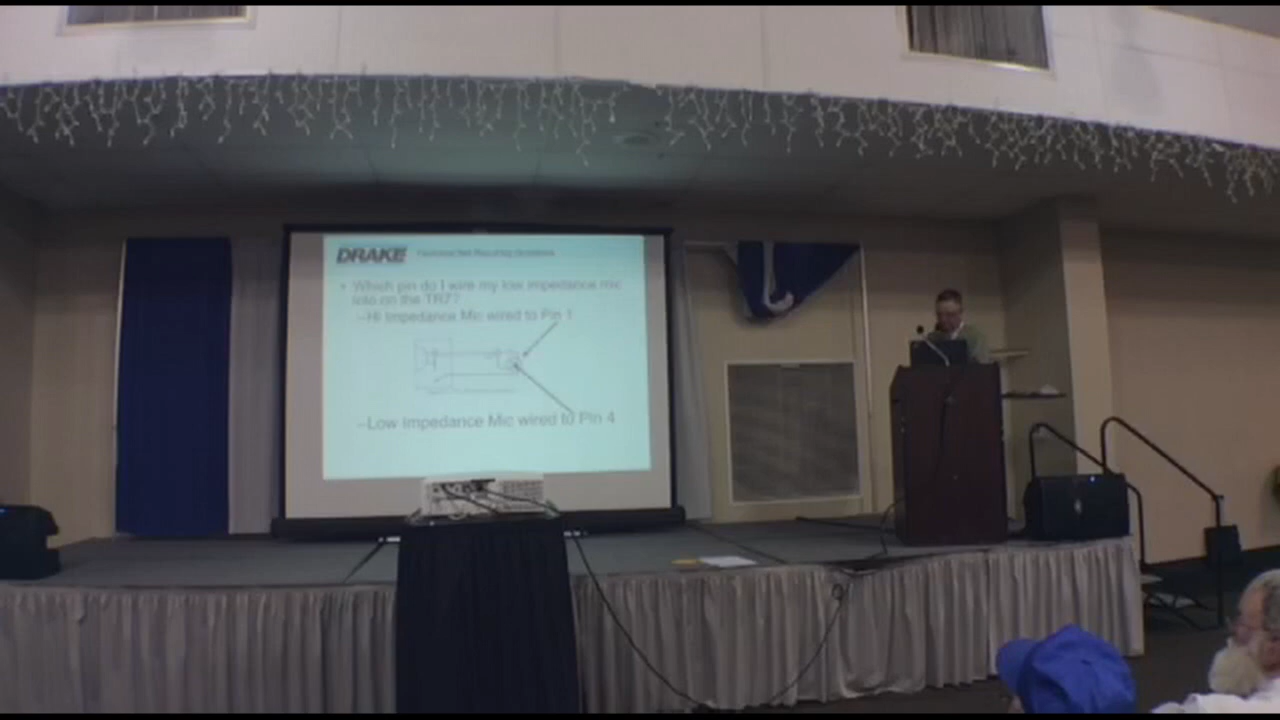 DRAKE
• Which pin do I wire my low impedance mic
into on the TR7?
–Hi Impedance Mic wired to Pin 1
–Low Impedance Mic wired to Pin 4